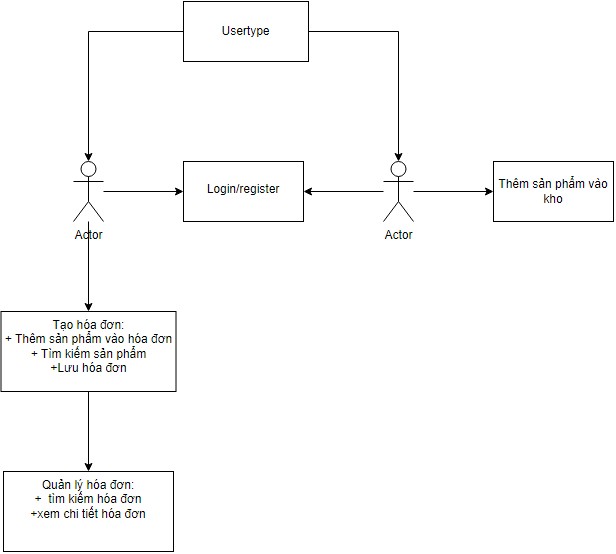 Usertype
Login/register
Thêm sản phẩm vào
kho
Actor
Actor
Tạo hóa đơn:
+ Thêm sản phẩm vào hóa đơn
+ Tìm kiếm sản phẩm
+Lưu hóa đơn
Quản lý hóa đơn:
+ tìm kiếm hóa đơn
+xem chi tiết hóa đơn